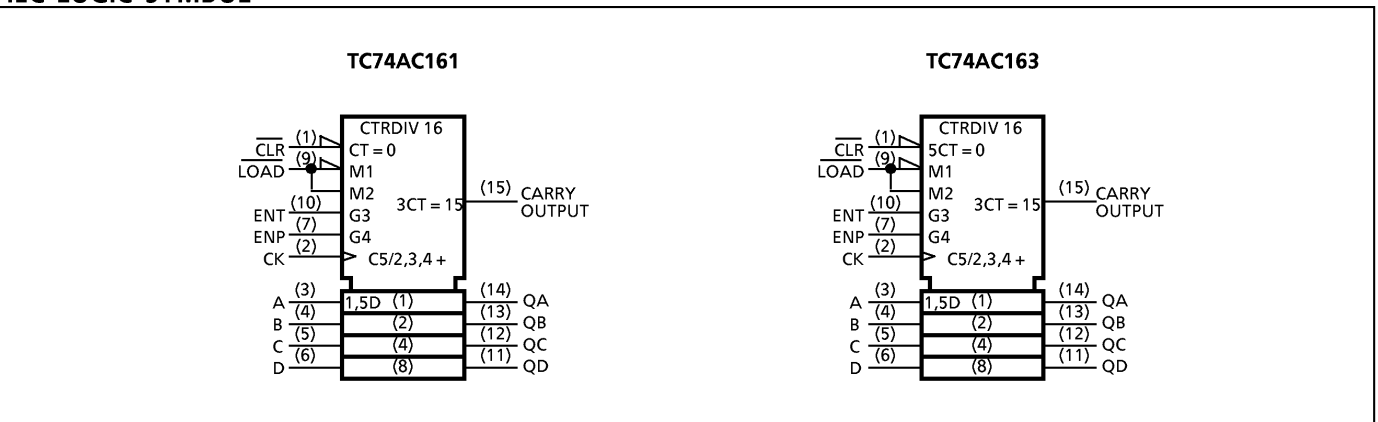 IEC LOGIC SYMBOL
TC74AC161
CTRDIV 16
CLR (1) CT = 0
LOAD (9) M1
M2
3CT = 15 (15) CARRY OUTPUT
ENT (10) G3
ENP (7) G4
CK (2) C5/2,3,4 +
A (3) 1,5D (1) (14) QA
B (4) (2) (13) QB
C (5) (4) (12) QC
D (6) (8) (11) QD
TC74AC163
CTRDIV 16
CLR (1) 5CT = 0
LOAD (9) M1
M2
3CT = 15 (15) CARRY OUTPUT
ENT (10) G3
ENP (7) G4
CK (2) C5/2,3,4 +
A (3) 1,5D (1) (14) QA
B (4) (2) (13) QB
C (5) (4) (12) QC
D (6) (8) (11) QD